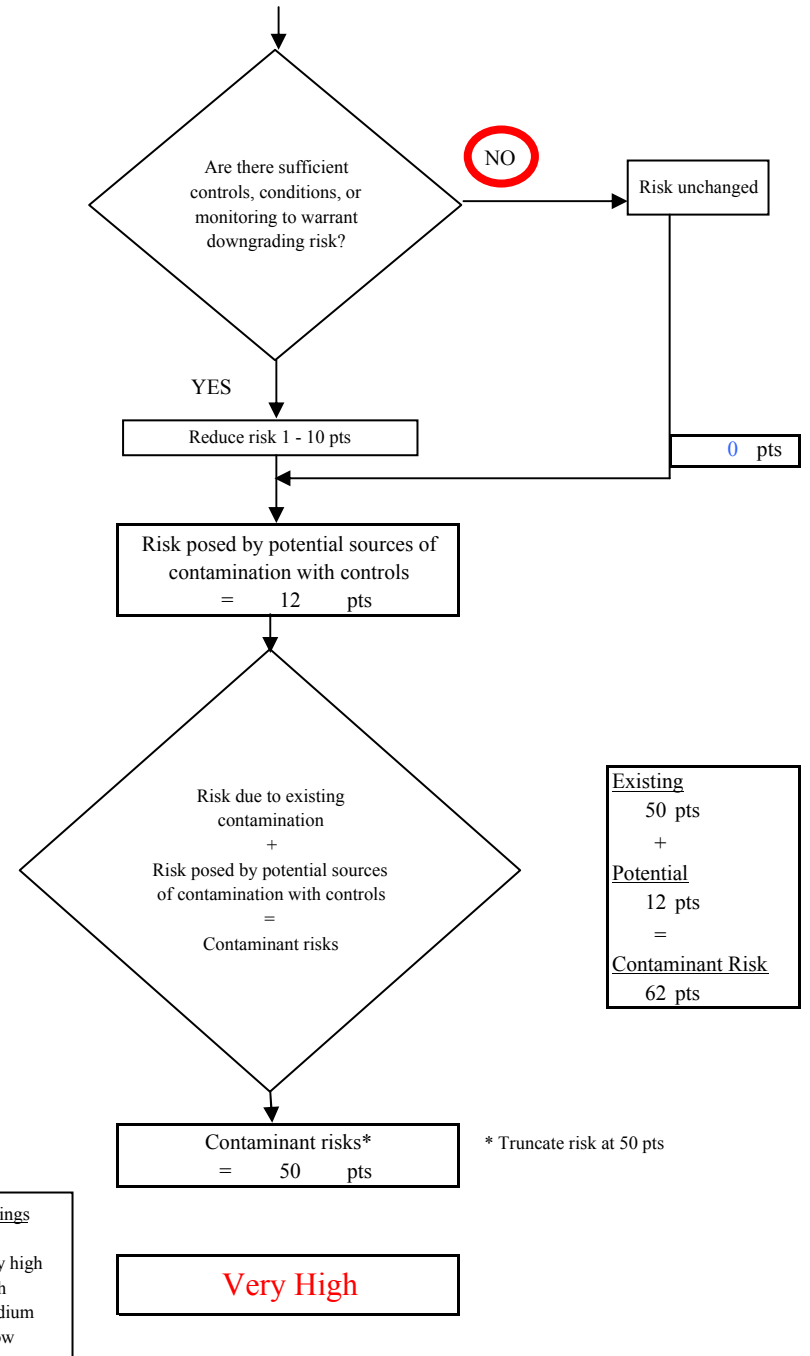 Are there sufficient
controls, conditions, or
monitoring to warrant
downgrading risk?
NO
Risk unchanged
YES
Reduce risk 1 - 10 pts
0 pts
Risk posed by potential sources of
contamination with controls
= 12 pts
Risk due to existing
contamination
+
Risk posed by potential sources
of contamination with controls
=
Contaminant risks
Existing
50 pts
+
Potential
12 pts
=
Contaminant Risk
62 pts
Contaminant risks*
= 50 pts
* Truncate risk at 50 pts
high
Very High